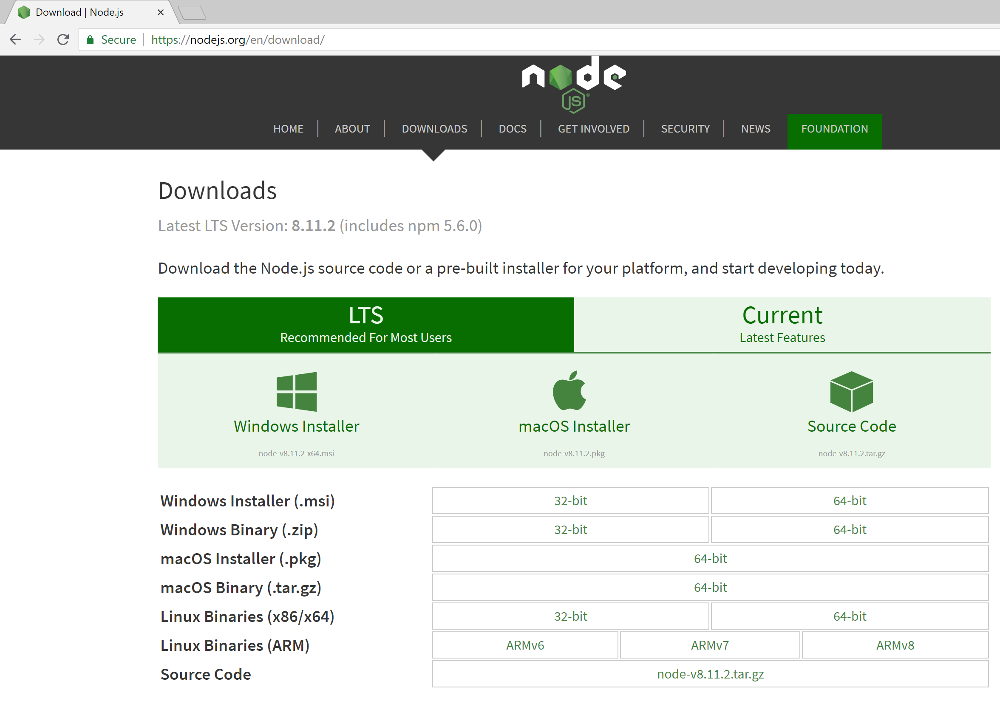 Download | Node.js
Secure https://nodejs.org/en/download/
node
JS ®
HOME ABOUT DOWNLOADS DOCS GET INVOLVED SECURITY NEWS FOUNDATION
Downloads
Latest LTS Version: 8.11.2 (includes npm 5.6.0)
Download the Node.js source code or a pre-built installer for your platform, and start developing today.
LTS Current
Recommended For Most Users Latest Features
Windows Installer macOS Installer Source Code
node-v8.11.2-x64.msi node-v8.11.2.pkg node-v8.11.2.tar.gz
Windows Installer (.msi) 32-bit 64-bit
Windows Binary (.zip) 32-bit 64-bit
macOS Installer (.pkg) 64-bit
macOS Binary (.tar.gz) 64-bit
Linux Binaries (x86/x64) 32-bit 64-bit
Linux Binaries (ARM) ARMv6 ARMv7 ARMv8
Source Code node-v8.11.2.tar.gz